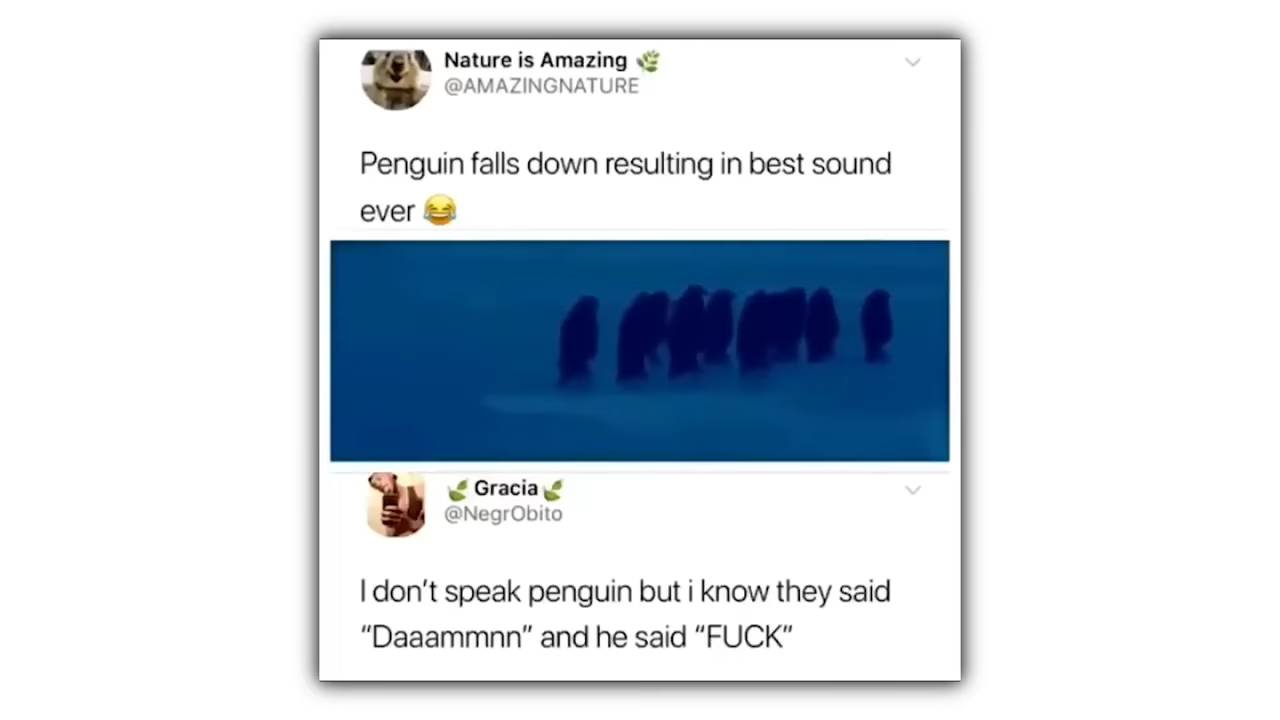 Nature is Amazing 🌿
@AMAZINGNATURE
Penguin falls down resulting in best sound
ever 😂
🍃 Gracia 🍃
@NegrObito
I don’t speak penguin but i know they said
“Daaammnn” and he said “FUCK”